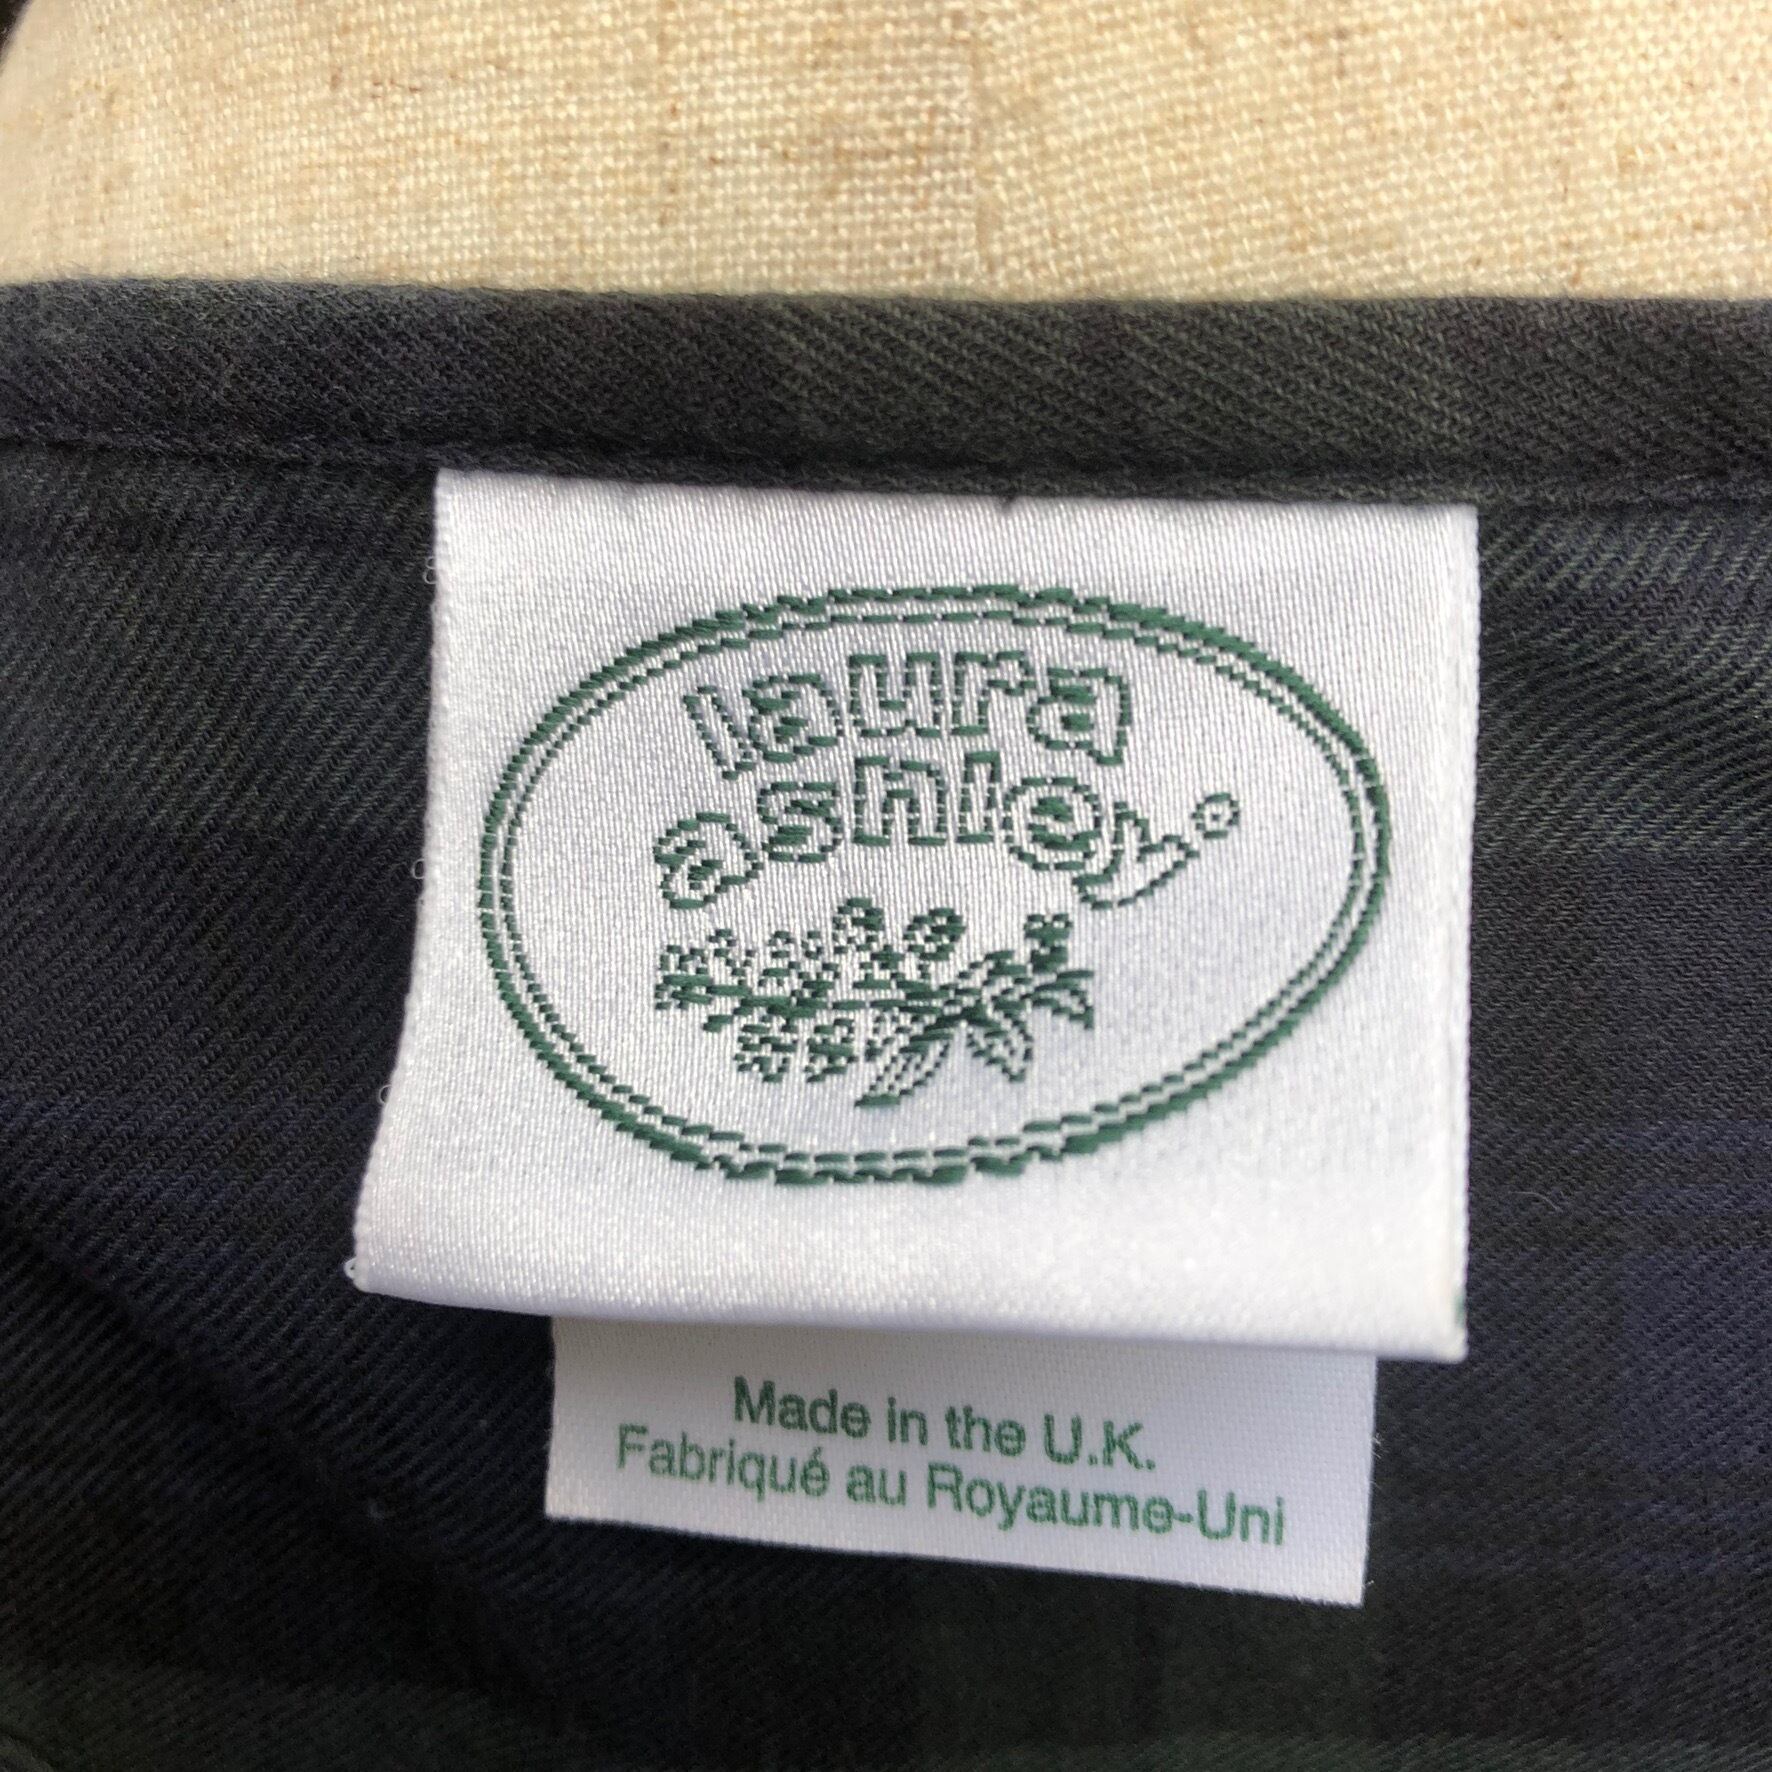 laura
ashley®
Made in the U.K.
Fabriqué au Royaume-Uni